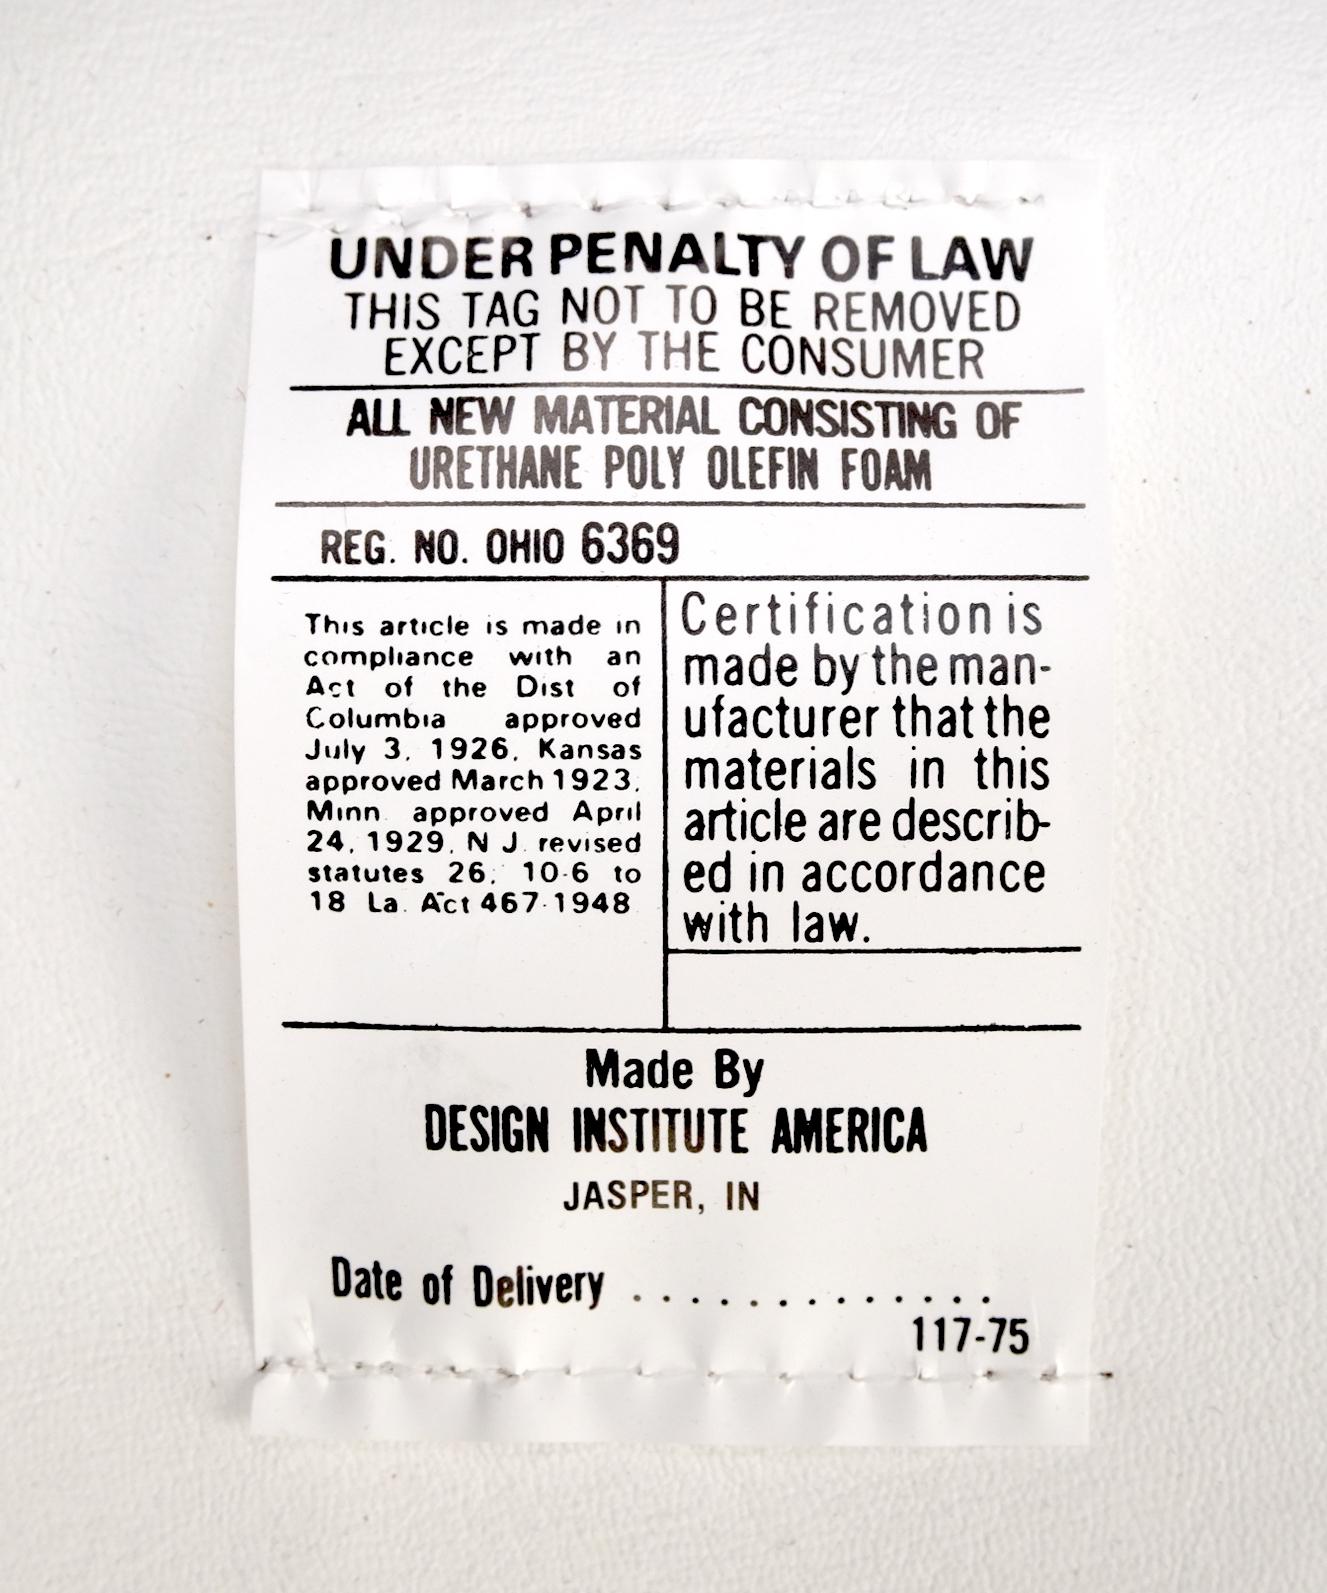 UNDER PENALTY OF LAW
THIS TAG NOT TO BE REMOVED
EXCEPT BY THE CONSUMER
ALL NEW MATERIAL CONSISTING OF
URETHANE POLY OLEFIN FOAM
REG. NO. OHIO 6369
This article is made in
compliance with an
Act of the Dist of
Columbia approved
July 3, 1926, Kansas
approved March 1923,
Minn. approved April
24, 1929, N J. revised
statutes 26; 10-6 to
18 La. Act 467-1948
Certification is
made by the man-
ufacturer that the
materials in this
article are describ-
ed in accordance
with law.
Made By
DESIGN INSTITUTE AMERICA
JASPER, IN
Date of Delivery . . . . . . . . . . . . .
117-75